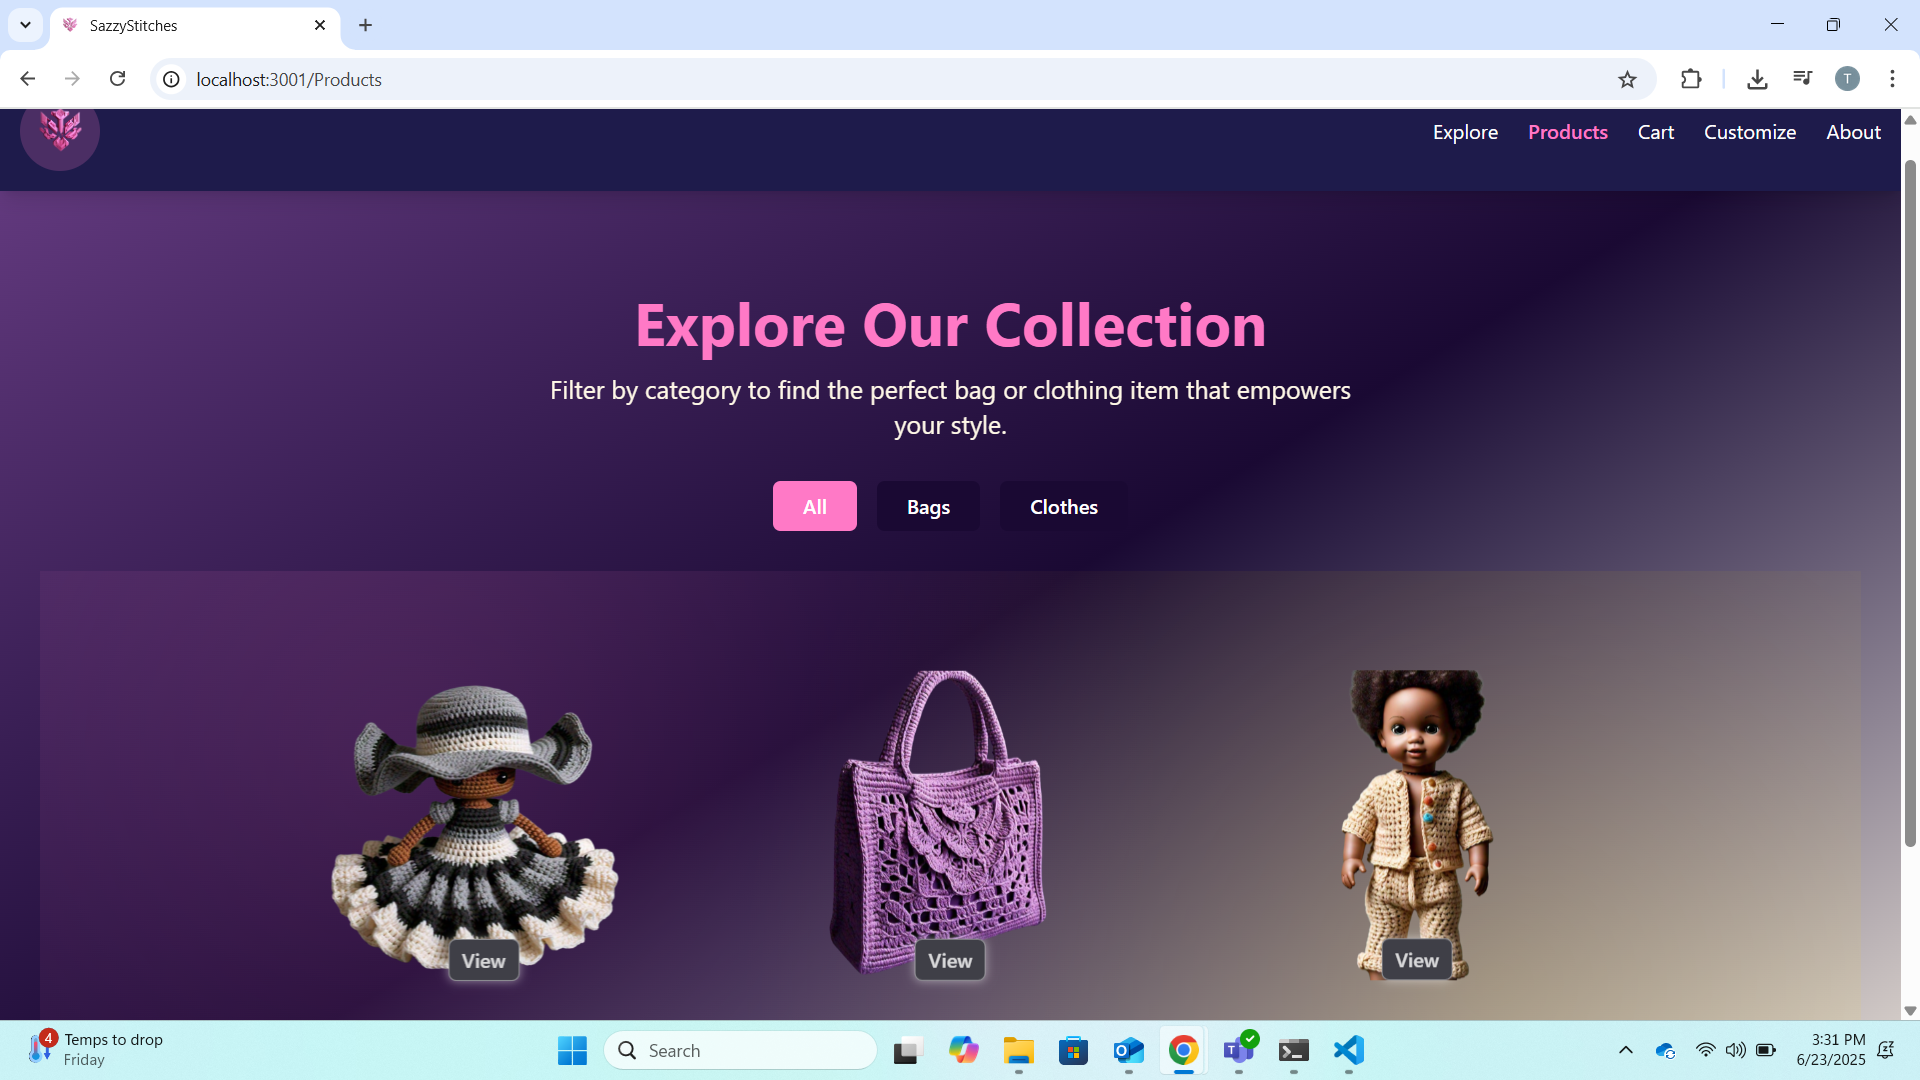 SazzyStitches
localhost:3001/Products
T
Explore Products Cart Customize About
Explore Our Collection
Filter by category to find the perfect bag or clothing item that empowers
your style.
All Bags Clothes
View View View
4
Temps to drop
Friday
Search
3:31 PM
6/23/2025